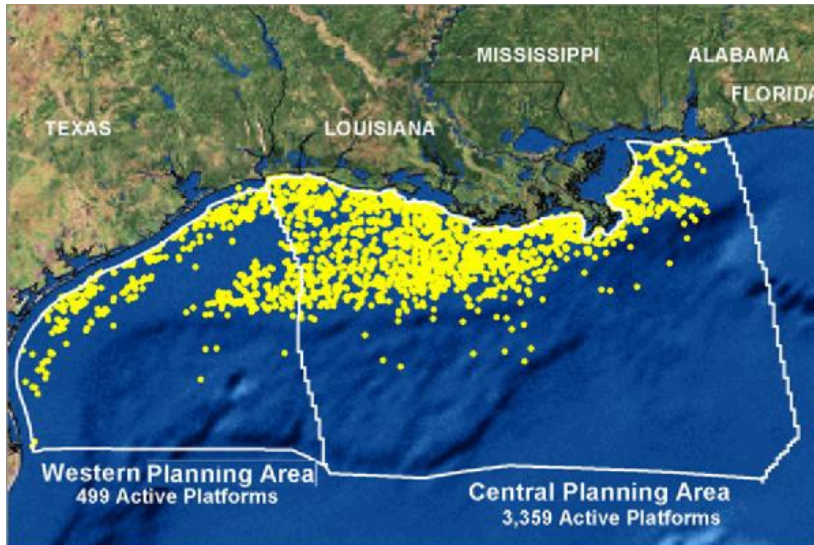 MISSISSIPPI
ALABAMA
FLORIDA
TEXAS
LOUISIANA
Western Planning Area
499 Active Platforms
Central Planning Area
3,359 Active Platforms